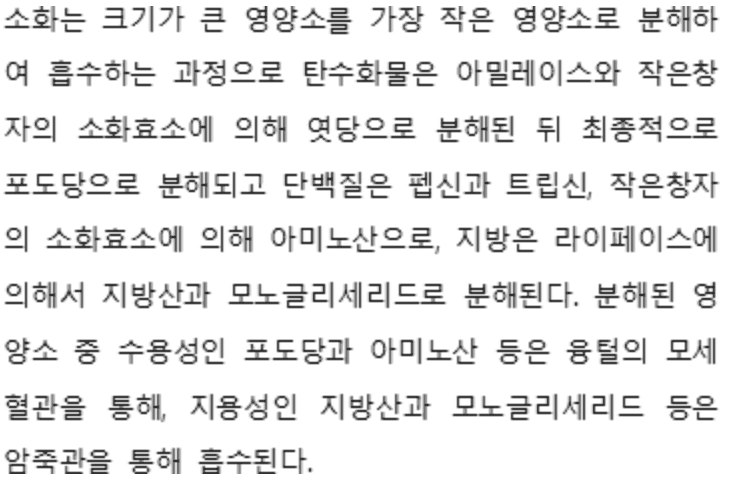 소화는 크기가 큰 영양소를 가장 작은 영양소로 분해하
여 흡수하는 과정으로 탄수화물은 아밀레이스와 작은창
자의 소화효소에 의해 엿당으로 분해된 뒤 최종적으로
포도당으로 분해되고 단백질은 펩신과 트립신, 작은창자
의 소화효소에 의해 아미노산으로, 지방은 라이페이스에
의해서 지방산과 모노글리세리드로 분해된다. 분해된 영
양소 중 수용성인 포도당과 아미노산 등은 융털의 모세
혈관을 통해, 지용성인 지방산과 모노글리세리드 등은
암죽관을 통해 흡수된다.